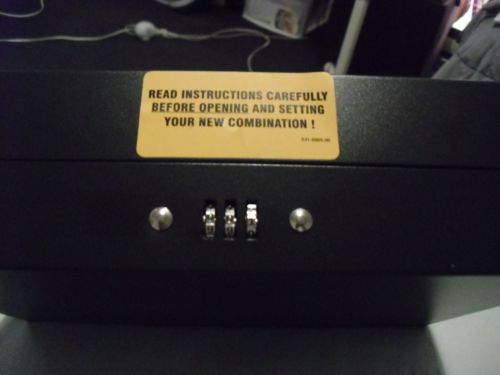 READ INSTRUCTIONS CAREFULLY
BEFORE OPENING AND SETTING
YOUR NEW COMBINATION !